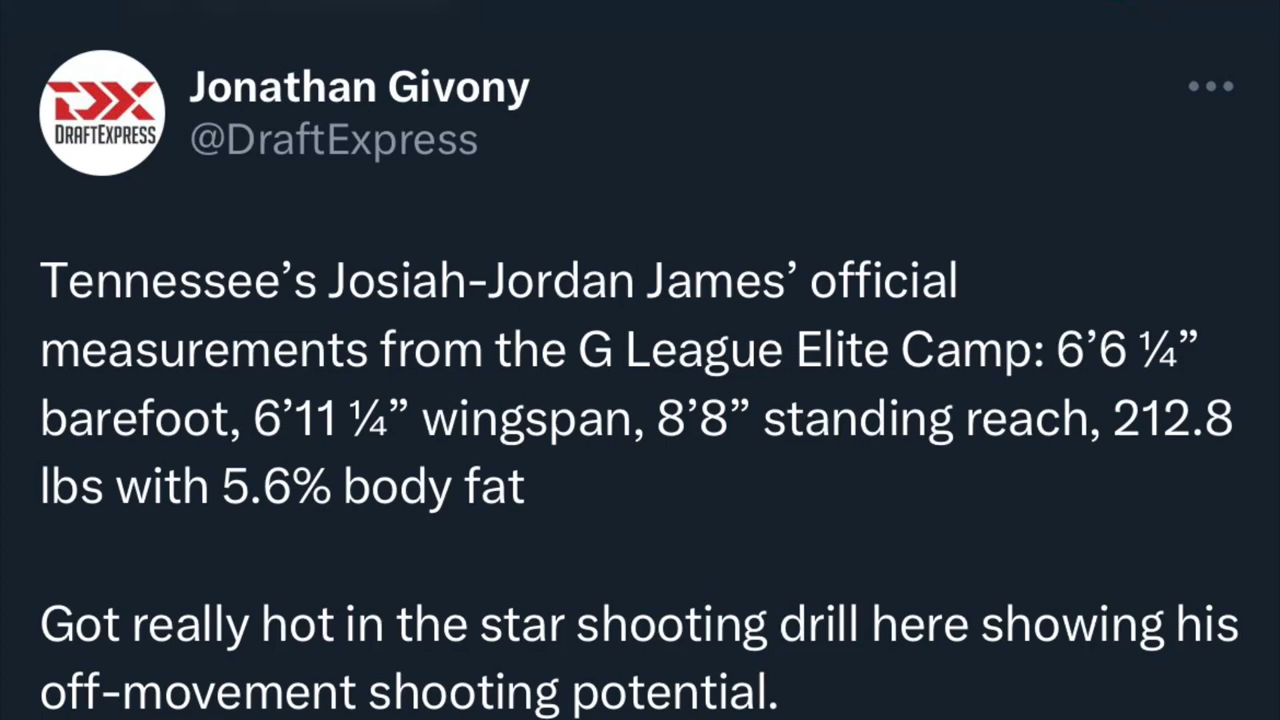 DRAFTEXPRESS
Jonathan Givony
@DraftExpress
Tennessee’s Josiah-Jordan James’ official
measurements from the G League Elite Camp: 6’6 ¼”
barefoot, 6’11 ¼” wingspan, 8’8” standing reach, 212.8
lbs with 5.6% body fat
Got really hot in the star shooting drill here showing his
off-movement shooting potential.